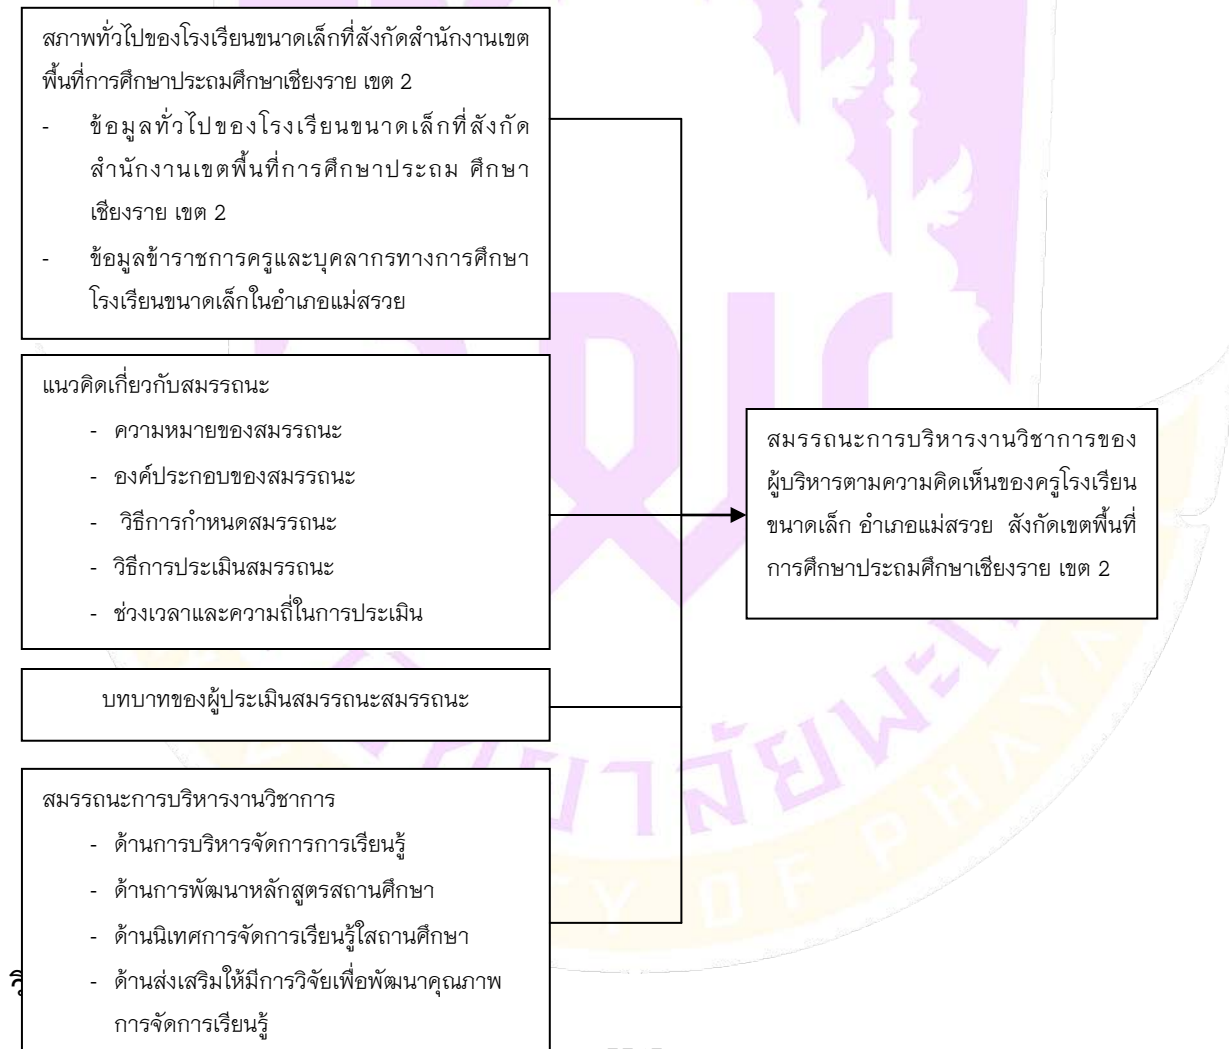 สภาพทั่วไปของโรงเรียนขนาดเล็กที่สังกัดสำนักงานเขต
พื้นที่การศึกษาประถมศึกษาเชียงราย เขต 2
- ข้อมูลทั่วไปของโรงเรียนขนาดเล็กที่สังกัด
สำนักงานเขตพื้นที่การศึกษาประถม ศึกษา
เชียงราย เขต 2
- ข้อมูลข้าราชการครูและบุคลากรทางการศึกษา
โรงเรียนขนาดเล็กในอำเภอแม่สรวย
แนวคิดเกี่ยวกับสมรรถนะ
- ความหมายของสมรรถนะ
- องค์ประกอบของสมรรถนะ
- วิธีการกำหนดสมรรถนะ
- วิธีการประเมินสมรรถนะ
- ช่วงเวลาและความถี่ในการประเมิน
บทบาทของผู้ประเมินสมรรถนะสมรรถนะ
สมรรถนะการบริหารงานวิชาการ
- ด้านการบริหารจัดการการเรียนรู้
- ด้านการพัฒนาหลักสูตรสถานศึกษา
- ด้านนิเทศการจัดการเรียนรู้ใสถานศึกษา
- ด้านส่งเสริมให้มีการวิจัยเพื่อพัฒนาคุณภาพ
การจัดการเรียนรู้
สมรรถนะการบริหารงานวิชาการของ
ผู้บริหารตามความคิดเห็นของครูโรงเรียน
ขนาดเล็ก อำเภอแม่สรวย สังกัดเขตพื้นที่
การศึกษาประถมศึกษาเชียงราย เขต 2
ยาลัยพะเ
Y OF PHAYA